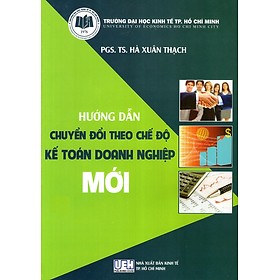 TRƯỜNG ĐẠI HỌC KINH TẾ TP. HỒ CHÍ MINH
UNIVERSITY OF ECONOMICS HO CHI MINH CITY
PGS. TS. HÀ XUÂN THẠCH
HƯỚNG DẪN
CHUYỂN ĐỔI THEO CHẾ ĐỘ
KẾ TOÁN DOANH NGHIỆP
MỚI
UEH
NHÀ XUẤT BẢN KINH TẾ
TP. HỒ CHÍ MINH